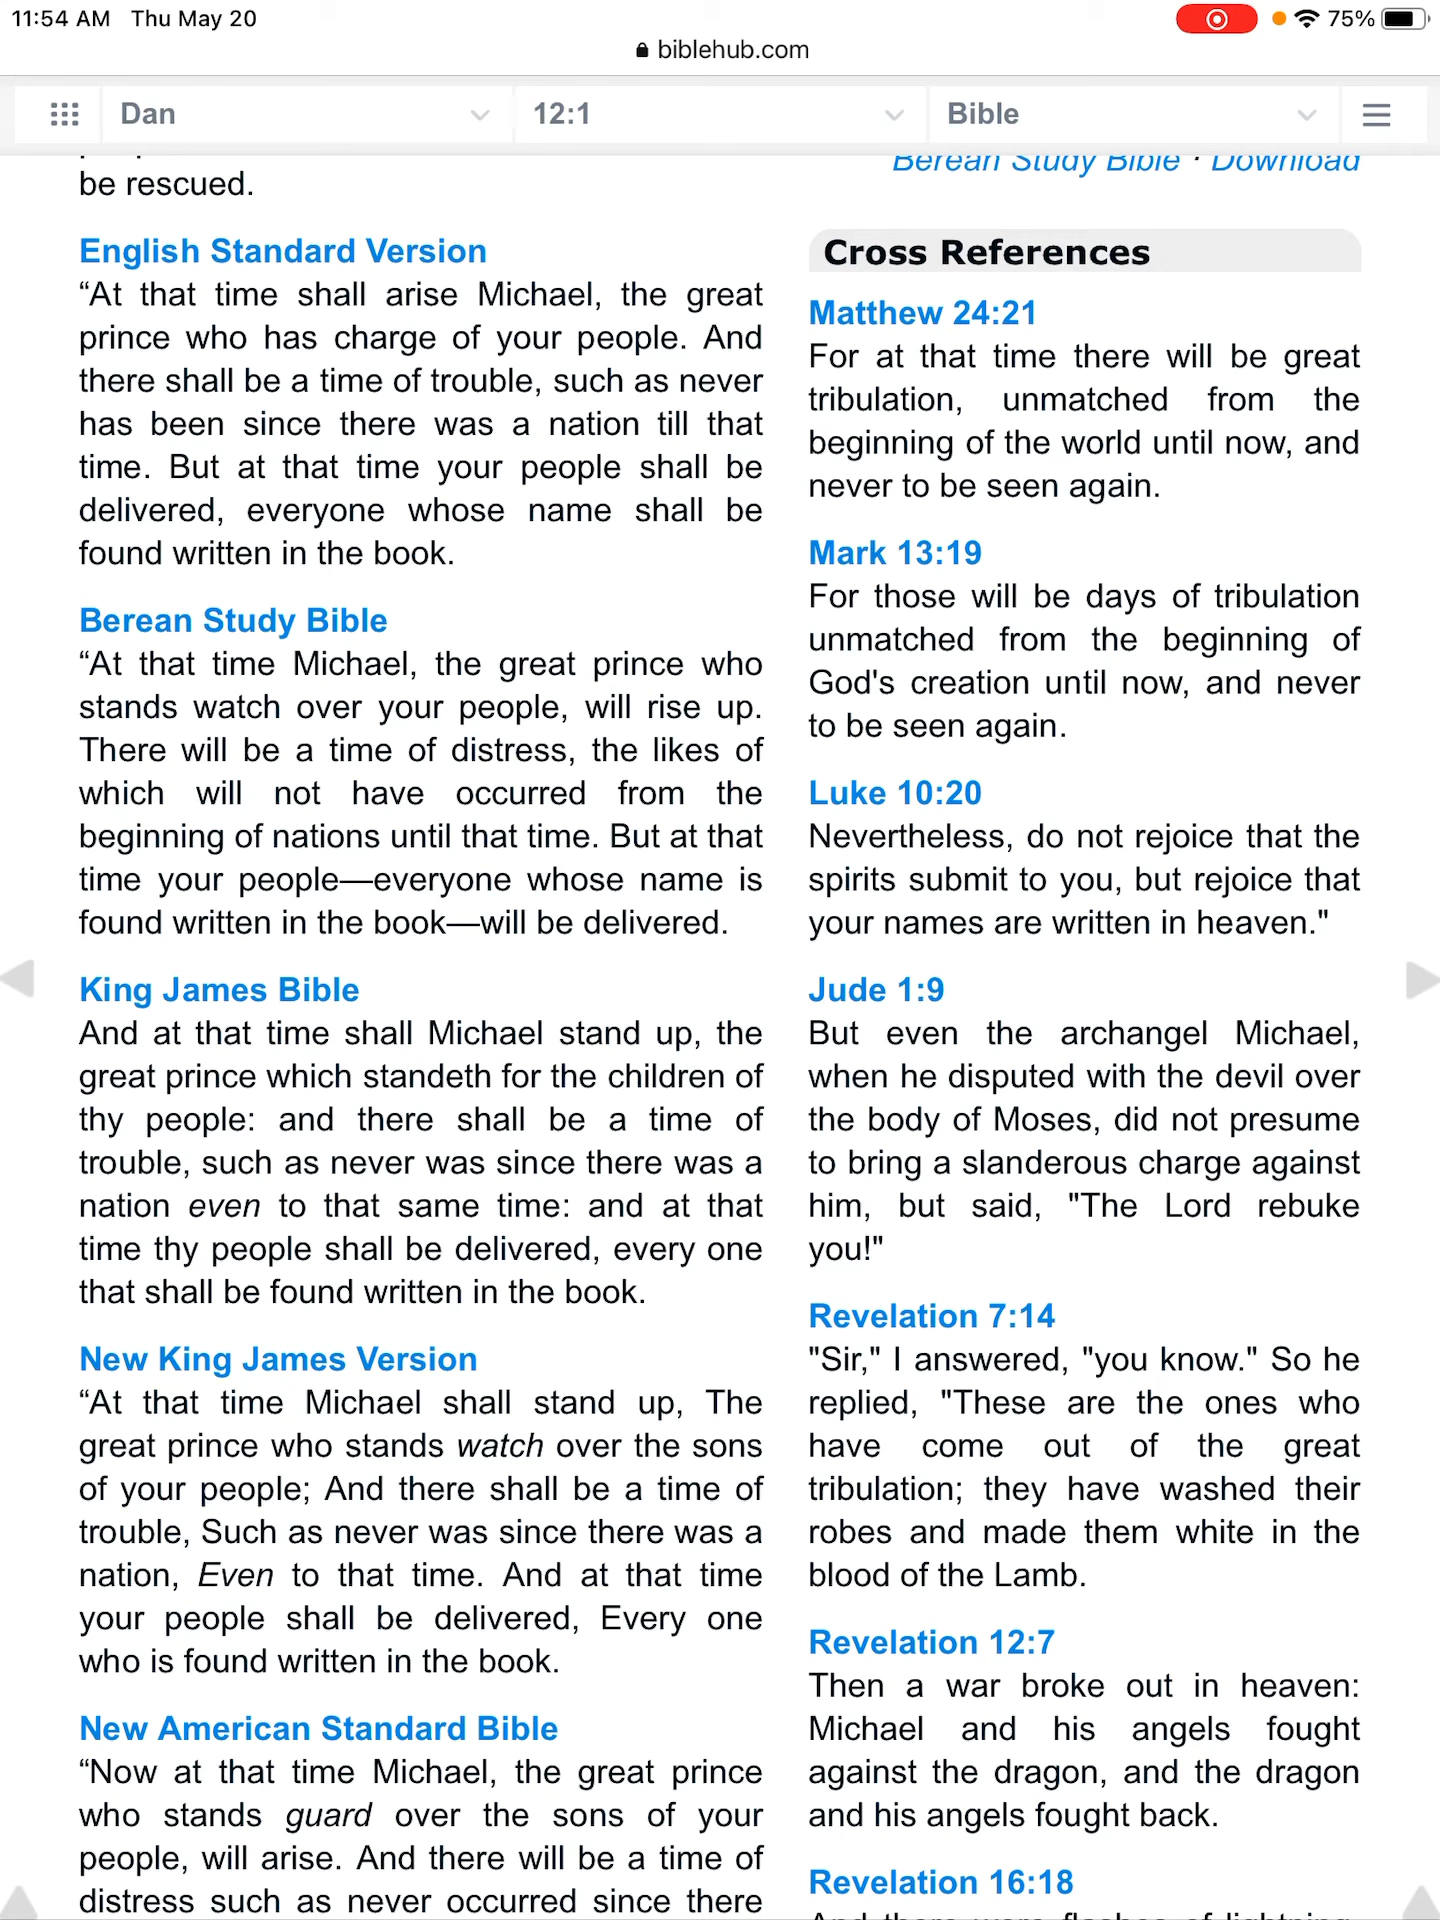 11:54 AM Thu May 20
75%
biblehub.com
Dan
12:1
Bible
be rescued.
English Standard Version
“At that time shall arise Michael, the great
prince who has charge of your people. And
there shall be a time of trouble, such as never
has been since there was a nation till that
time. But at that time your people shall be
delivered, everyone whose name shall be
found written in the book.
Berean Study Bible
“At that time Michael, the great prince who
stands watch over your people, will rise up.
There will be a time of distress, the likes of
which will not have occurred from the
beginning of nations until that time. But at that
time your people—everyone whose name is
found written in the book—will be delivered.
King James Bible
And at that time shall Michael stand up, the
great prince which standeth for the children of
thy people: and there shall be a time of
trouble, such as never was since there was a
nation even to that same time: and at that
time thy people shall be delivered, every one
that shall be found written in the book.
New King James Version
“At that time Michael shall stand up, The
great prince who stands watch over the sons
of your people; And there shall be a time of
trouble, Such as never was since there was a
nation, Even to that time. And at that time
your people shall be delivered, Every one
who is found written in the book.
New American Standard Bible
“Now at that time Michael, the great prince
who stands guard over the sons of your
people, will arise. And there will be a time of
distress such as never occurred since there
Berean Study Bible · Download
Cross References
Matthew 24:21
For at that time there will be great
tribulation, unmatched from the
beginning of the world until now, and
never to be seen again.
Mark 13:19
For those will be days of tribulation
unmatched from the beginning of
God's creation until now, and never
to be seen again.
Luke 10:20
Nevertheless, do not rejoice that the
spirits submit to you, but rejoice that
your names are written in heaven."
Jude 1:9
But even the archangel Michael,
when he disputed with the devil over
the body of Moses, did not presume
to bring a slanderous charge against
him, but said, "The Lord rebuke
you!"
Revelation 7:14
"Sir," I answered, "you know." So he
replied, "These are the ones who
have come out of the great
tribulation; they have washed their
robes and made them white in the
blood of the Lamb.
Revelation 12:7
Then a war broke out in heaven:
Michael and his angels fought
against the dragon, and the dragon
and his angels fought back.
Revelation 16:18
And there were flashes of lightning,